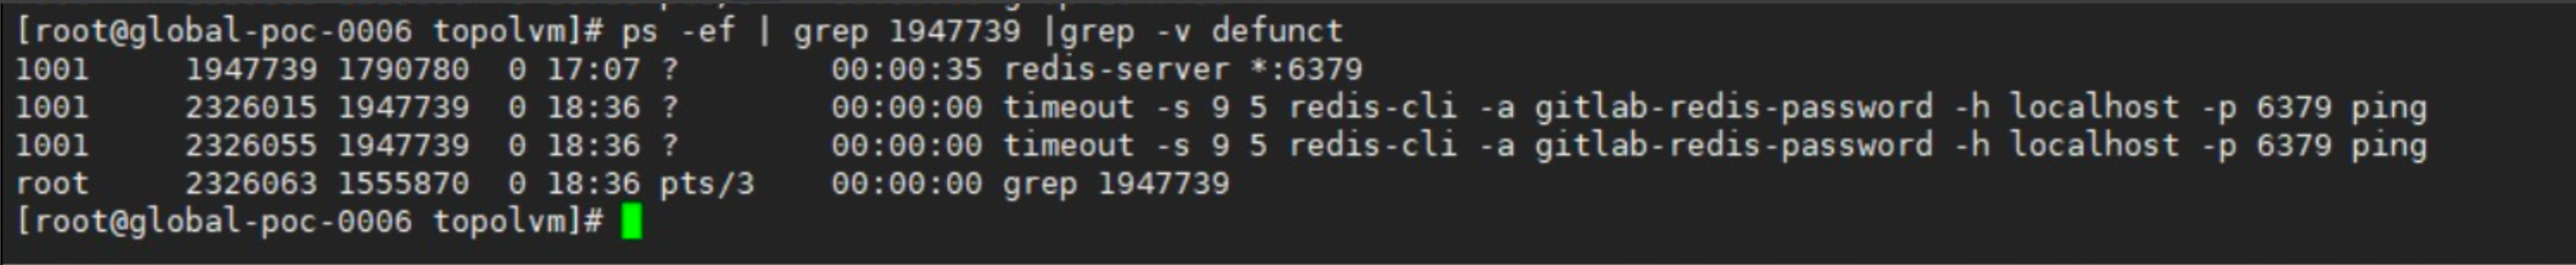 [root@global-poc-0006 topolvm]# ps -ef | grep 1947739 |grep -v defunct
1001     1947739 1790780  0 17:07 ?        00:00:35 redis-server *:6379
1001     2326015 1947739  0 18:36 ?        00:00:00 timeout -s 9 5 redis-cli -a gitlab-redis-password -h localhost -p 6379 ping
1001     2326055 1947739  0 18:36 ?        00:00:00 timeout -s 9 5 redis-cli -a gitlab-redis-password -h localhost -p 6379 ping
root     2326063 1555870  0 18:36 pts/3    00:00:00 grep 1947739
[root@global-poc-0006 topolvm]#